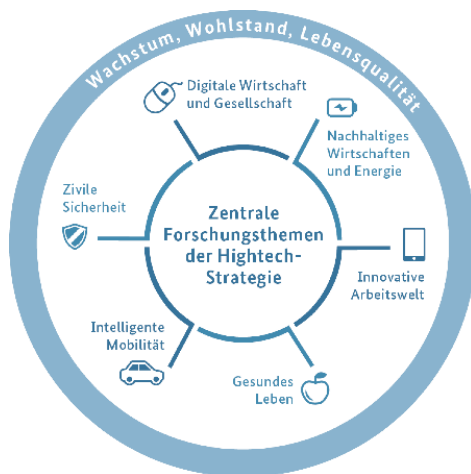 Wachstum, Wohlstand, Lebensqualität
Digitale Wirtschaft
und Gesellschaft
Nachhaltiges
Wirtschaften
und Energie
Zivile
Sicherheit
Zentrale
Forschungsthemen
der Hightech-
Strategie
Innovative
Arbeitswelt
Intelligente
Mobilität
Gesundes
Leben